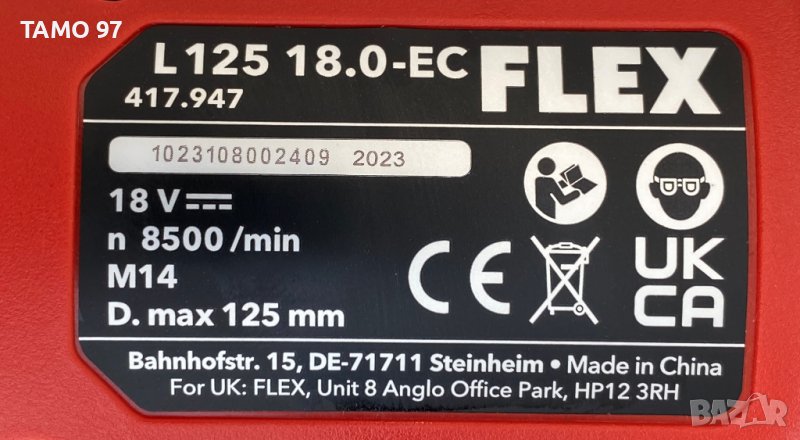 TAMO 97
L125 18.0-EC FLEX
417.947
1023108002409 2023
18 V
n 8500/min
M14
D. max 125 mm
CE
UK
CA
Bahnhofstr. 15, DE-71711 Steinheim • Made in China
For UK: FLEX, Unit 8 Anglo Office Park, HP12 3RH
BAZAR